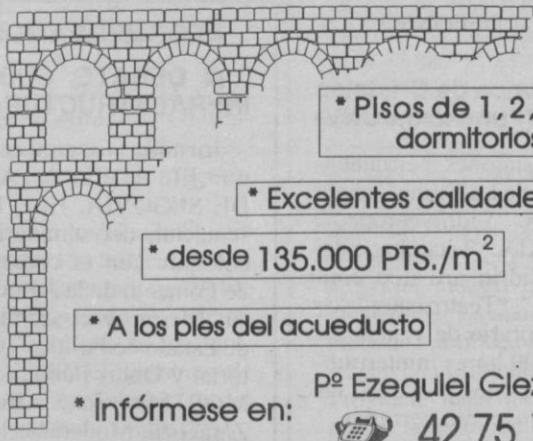 * Pisos de 1, 2,
dormitorios
* Excelentes calidade
* desde 135.000 PTS./m²
* A los pies del acueducto
* Infórmese en:
Pº Ezequiel Glez
42 75